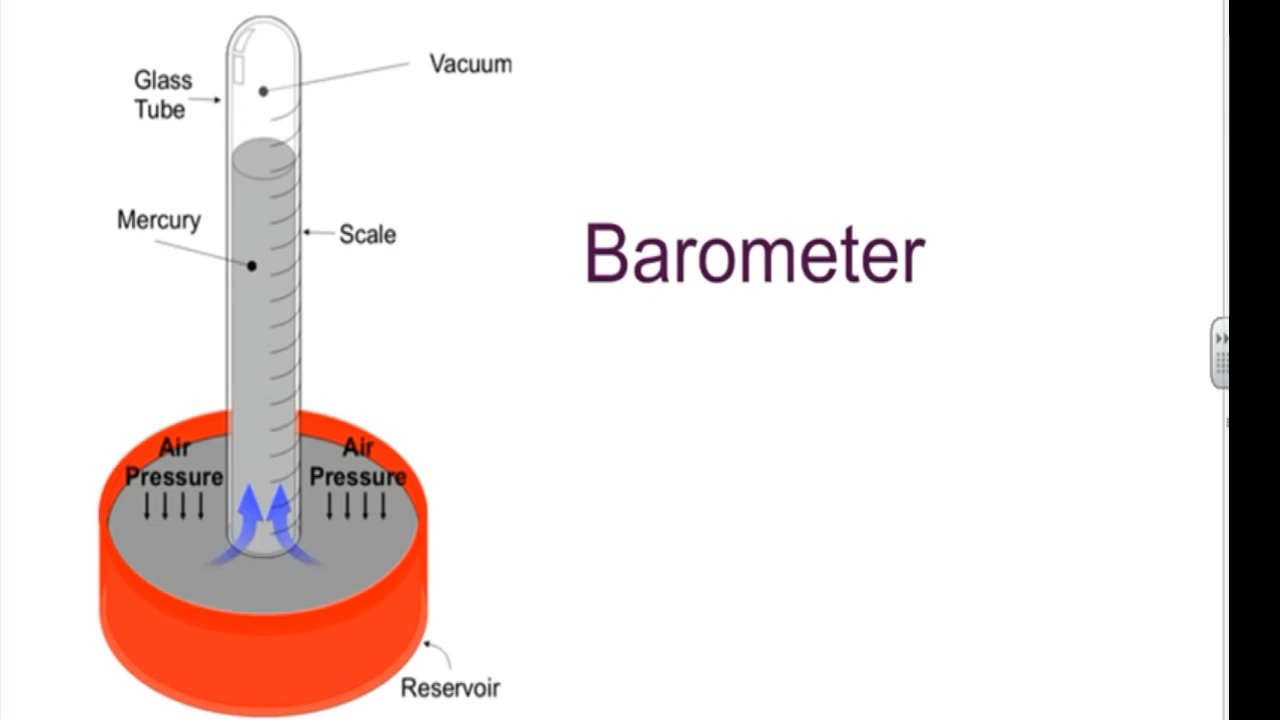 Vacuum
Glass
Tube
Mercury
Scale
Barometer
Air
Pressure
Air
Pressure
Reservoir